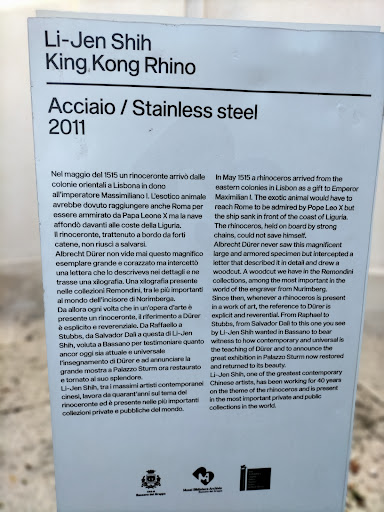 Li-Jen Shih
King Kong Rhino
Acciaio / Stainless steel
2011
Nel maggio del 1515 un rinoceronte arrivò dalle
colonie orientali a Lisbona in dono
all'imperatore Massimiliano I. L'esotico animale
avrebbe dovuto raggiungere anche Roma per
essere ammirato da Papa Leone X ma la nave
affondò davanti alle coste della Liguria.
Il rinoceronte, trattenuto a bordo da forti
catene, non riuscì a salvarsi.
Albrecht Dürer non vide mai questo magnifico
esemplare grande e corazzato ma intercettò
una lettera che lo descriveva nei dettagli e ne
trasse una xilografia. Una xilografia presente
nelle collezioni Remondini, tra le più importanti
al mondo dell'incisore di Norimberga.
Da allora ogni volta che in un'opera d'arte è
presente un rinoceronte, il riferimento a Dürer
è esplicito e reverenziale. Da Raffaello a
Stubbs, da Salvador Dalí a questa di Li-Jen
Shih, voluta a Bassano per testimoniare quanto
ancor oggi sia attuale e universale
l'insegnamento di Dürer e ad annunciare la
grande mostra a Palazzo Sturm ora restaurato
e tornato al suo splendore.
Li-Jen Shih, tra i massimi artisti contemporanei
cinesi, lavora da quarant'anni sul tema del
rinoceronte ad è presente nelle più importanti
collezioni private e pubbliche del mondo.
In May 1515 a rhinoceros arrived from the
eastern colonies in Lisbon as a gift to Emperor
Maximilian I. The exotic animal would have to
reach Rome to be admired by Pope Leo X but
the ship sank in front of the coast of Liguria.
The rhinoceros, held on board by strong
chains, could not save himself.
Albrecht Dürer never saw this magnificent
large and armored specimen but intercepted a
letter that described it in detail and drew a
woodcut. A woodcut we have in the Remondini
collections, among the most important in the
world of the engraver from Nurimberg.
Since then, whenever a rhinoceros is present
in a work of art, the reference to Dürer is
explicit and reverential. From Raphael to
Stubbs, from Salvador Dalí to this one you see
by Li-Jen Shih wanted in Bassano to bear
witness to how contemporary and universal is
the teaching of Dürer and to announce the
great exhibition in Palazzo Sturm now restored
and returned to its beauty.
Li-Jen Shih, one of the greatest contemporary
Chinese artists, has been working for 40 years
on the theme of the rhinoceros and is present
in the most important private and public
collections in the world.
Bassano del Grappa
Musei Biblioteca Archivio
Bassano del Grappa